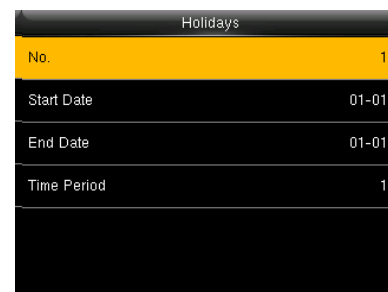 Holidays
No. 1
Start Date 01-01
End Date 01-01
Time Period 1